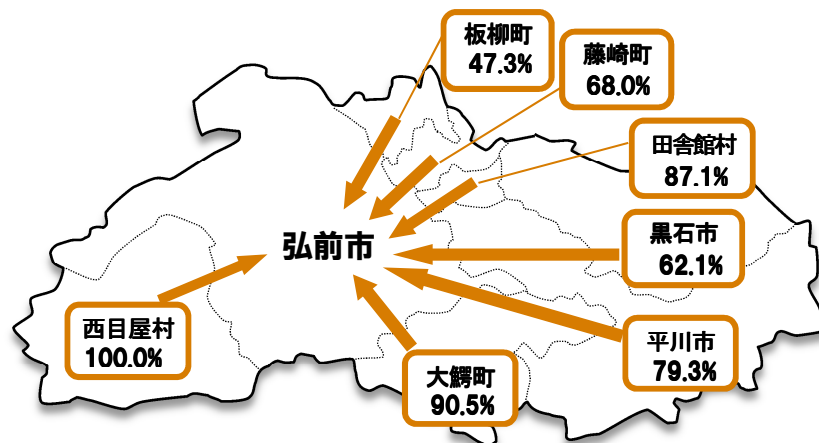 板柳町
47.3%
藤崎町
68.0%
田舎館村
87.1%
黒石市
62.1%
弘前市
西目屋村
100.0%
平川市
79.3%
大鰐町
90.5%